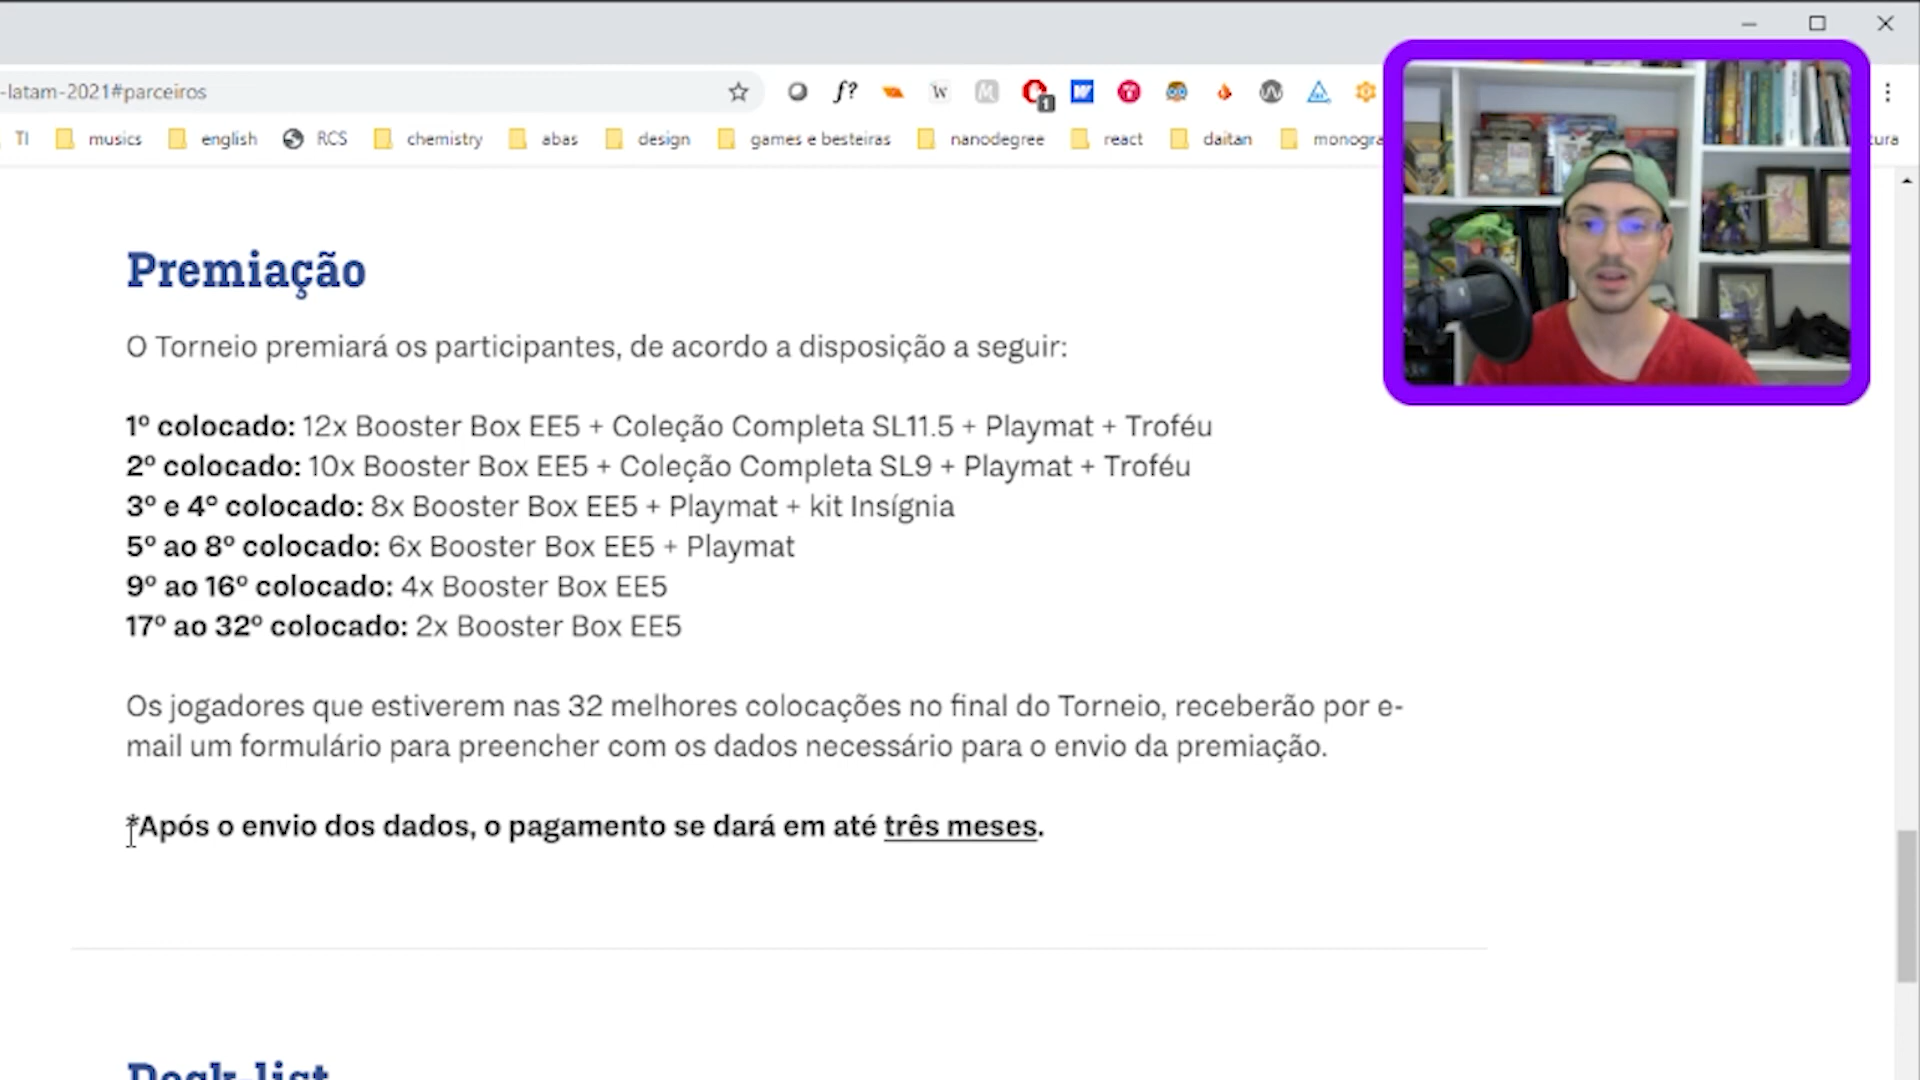 -latam-2021#parceiros
TI musics english RCS chemistry abas design games e besteiras nanodegree react daitan monogra tura
Premiação
O Torneio premiará os participantes, de acordo a disposição a seguir:
1º colocado: 12x Booster Box EE5 + Coleção Completa SL11.5 + Playmat + Troféu
2º colocado: 10x Booster Box EE5 + Coleção Completa SL9 + Playmat + Troféu
3º e 4º colocado: 8x Booster Box EE5 + Playmat + kit Insígnia
5º ao 8º colocado: 6x Booster Box EE5 + Playmat
9º ao 16º colocado: 4x Booster Box EE5
17º ao 32º colocado: 2x Booster Box EE5
Os jogadores que estiverem nas 32 melhores colocações no final do Torneio, receberão por e-
mail um formulário para preencher com os dados necessário para o envio da premiação.
*Após o envio dos dados, o pagamento se dará em até três meses.
Deck-list